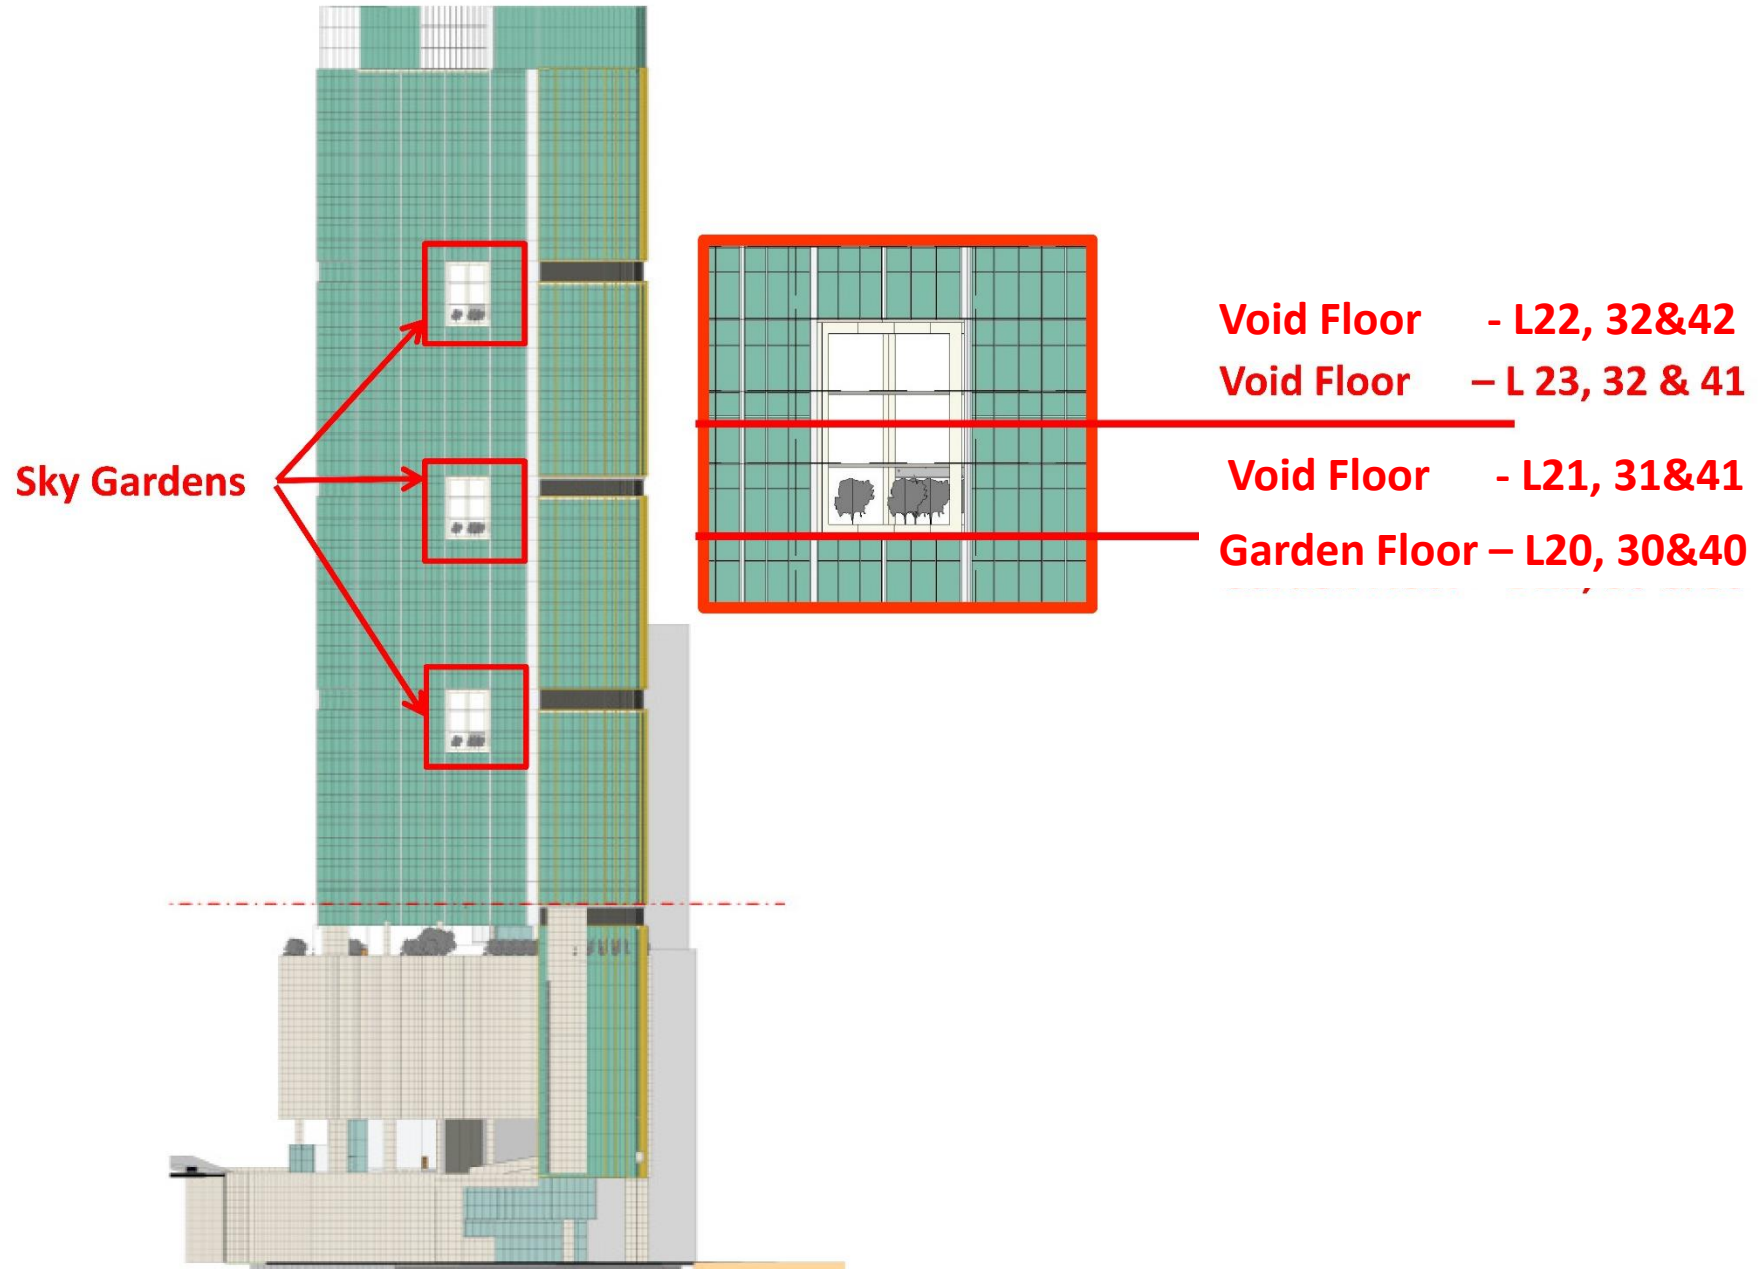 Void Floor - L22, 32&42
Void Floor – L 23, 32 & 41
Sky Gardens
Void Floor - L21, 31&41
Garden Floor – L20, 30&40